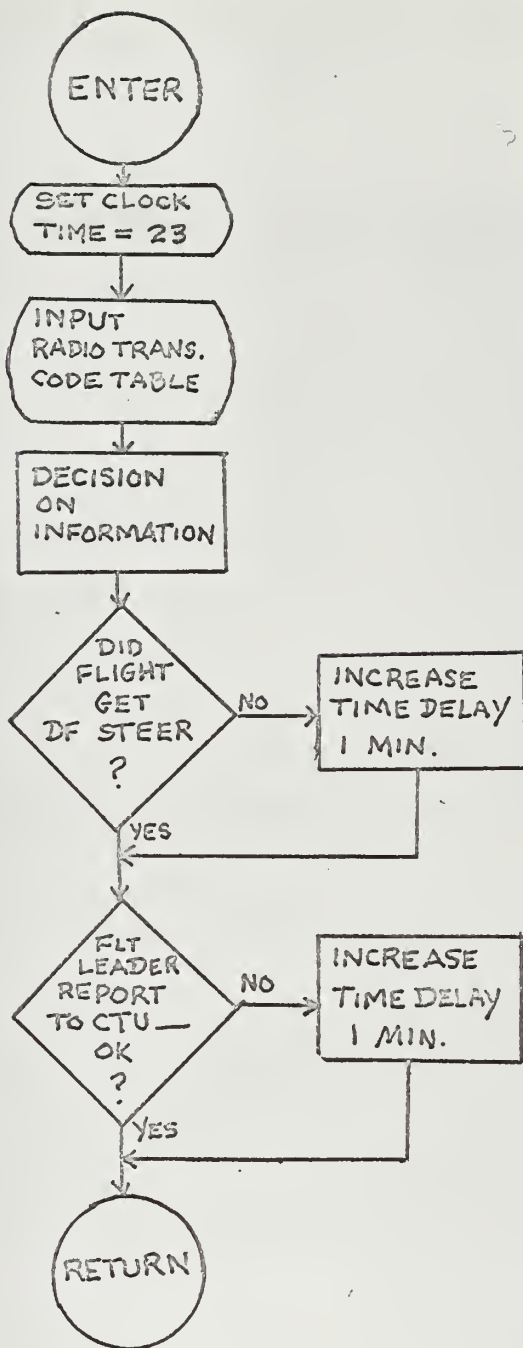 ENTER
SET CLOCK
TIME = 23
INPUT
RADIO TRANS.
CODE TABLE
DECISION
ON
INFORMATION
DID
FLIGHT
GET
DF STEER
?
NO
INCREASE
TIME DELAY
1 MIN.
YES
FLT
LEADER
REPORT
TO CTU__
OK
?
NO
INCREASE
TIME DELAY
1 MIN.
YES
RETURN